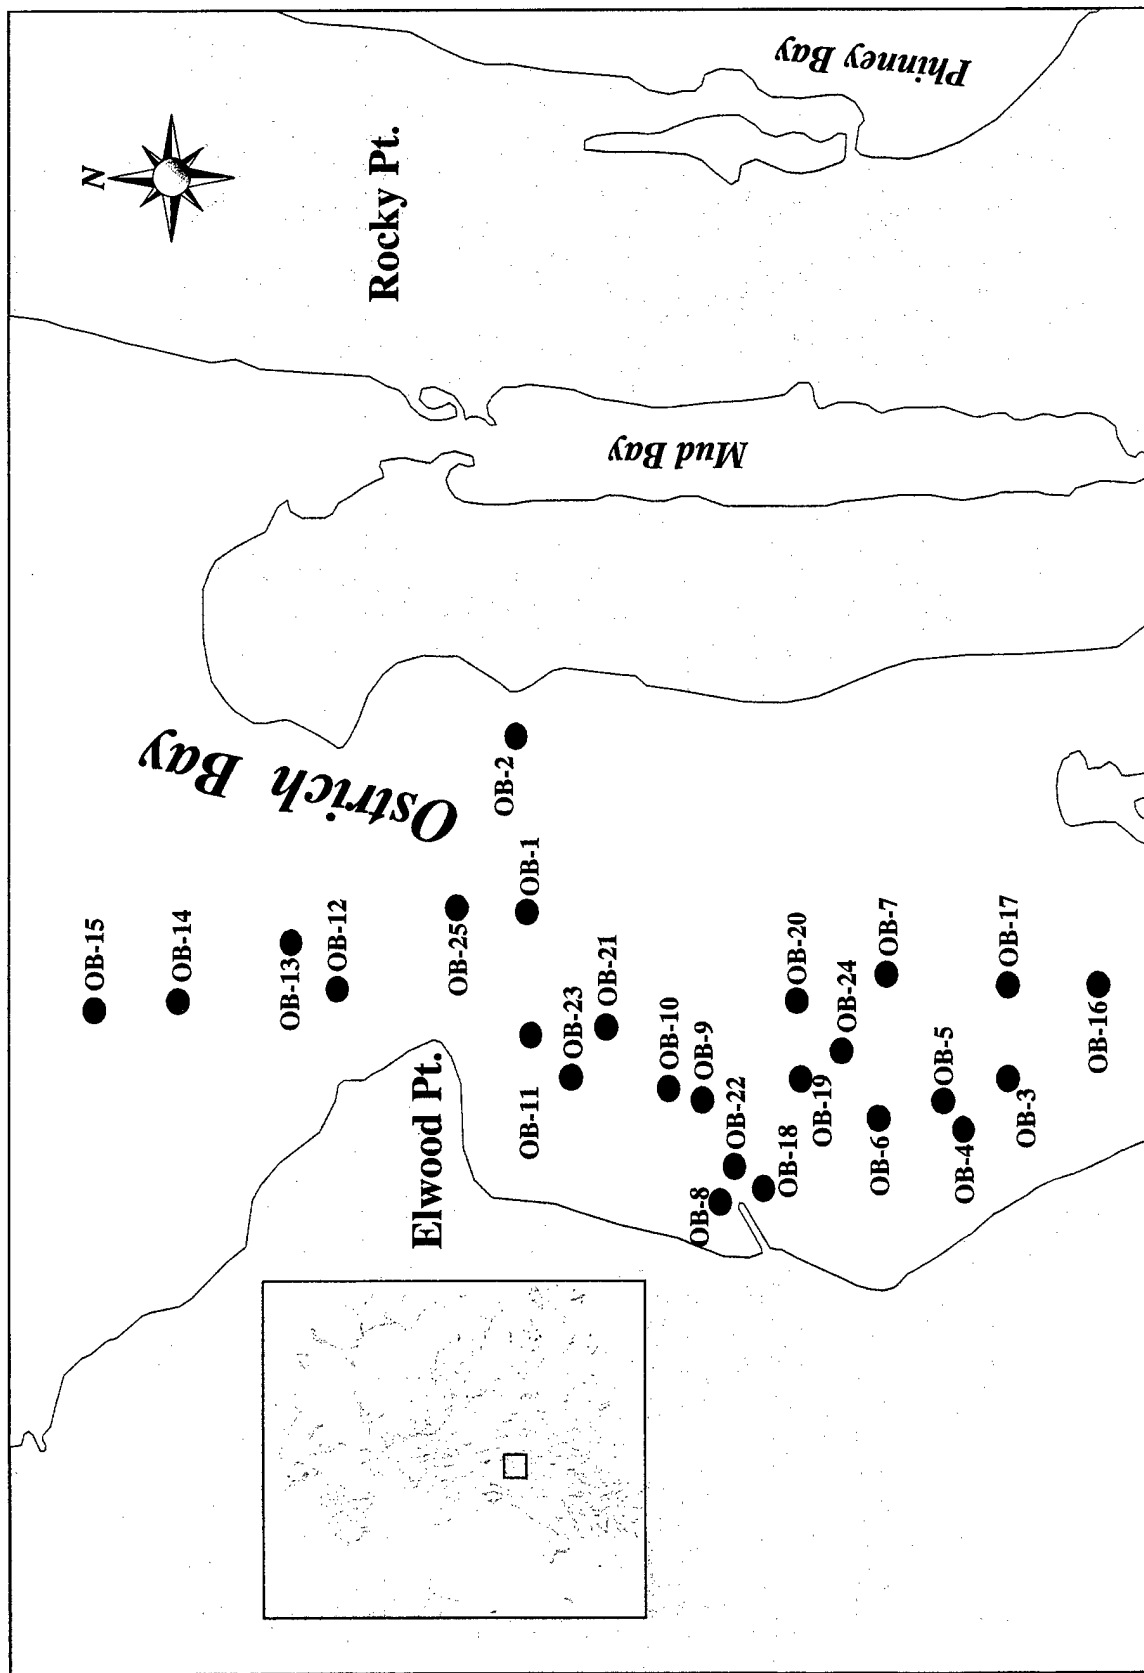 N
Phinney Bay
Rocky Pt.
Mud Bay
Ostrich
Bay
OB-15
OB-14
OB-13
OB-12
OB-25
OB-2
OB-1
Elwood Pt.
OB-11
OB-23
OB-21
OB-10
OB-9
OB-22
OB-8
OB-18
OB-20
OB-19
OB-24
OB-7
OB-6
OB-5
OB-4
OB-17
OB-3
OB-16